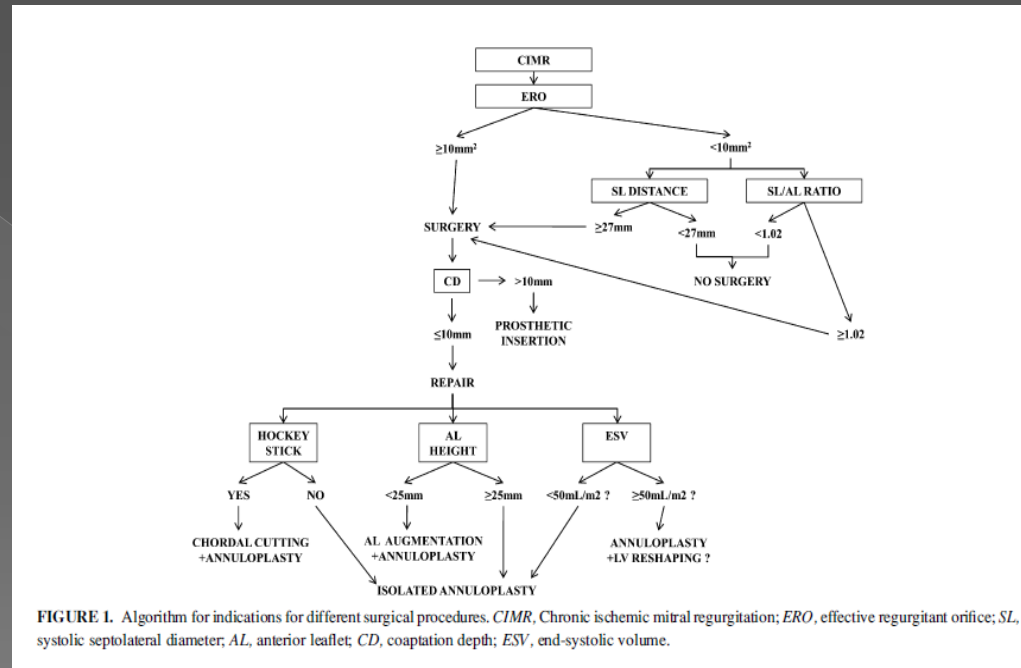 CIMR
ERO
≥10mm²
<10mm²
SL DISTANCE
SL/AL RATIO
SURGERY
≥27mm
<27mm
<1.02
NO SURGERY
CD
>10mm
≤10mm
PROSTHETIC
INSERTION
≥1.02
REPAIR
HOCKEY
STICK
AL
HEIGHT
ESV
YES
NO
<25mm
≥25mm
<50mL/m2 ?
≥50mL/m2 ?
CHORDAL CUTTING
+ANNULOPLASTY
AL AUGMENTATION
+ANNULOPLASTY
ANNULOPLASTY
+LV RESHAPING ?
ISOLATED ANNULOPLASTY
FIGURE 1. Algorithm for indications for different surgical procedures. CIMR, Chronic ischemic mitral regurgitation; ERO, effective regurgitant orifice; SL,
systolic septolateral diameter; AL, anterior leaflet; CD, coaptation depth; ESV, end-systolic volume.